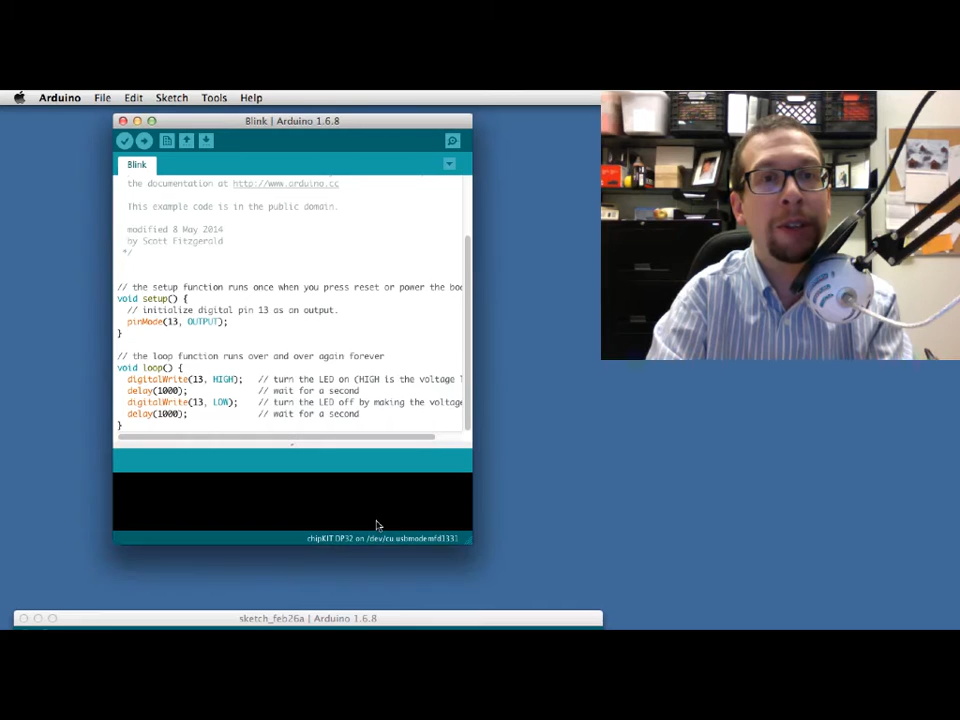 Arduino File Edit Sketch Tools Help
Blink | Arduino 1.6.8
Blink
the documentation at http://www.arduino.cc
This example code is in the public domain.
modified 8 May 2014
by Scott Fitzgerald
*/
// the setup function runs once when you press reset or power the boa
void setup() {
// initialize digital pin 13 as an output.
pinMode(13, OUTPUT);
}
// the loop function runs over and over again forever
void loop() {
digitalWrite(13, HIGH); // turn the LED on (HIGH is the voltage l
delay(1000); // wait for a second
digitalWrite(13, LOW); // turn the LED off by making the voltage
delay(1000); // wait for a second
}
chipKIT DP32 on /dev/cu.usbmodemfd1331
sketch_feb26a | Arduino 1.6.8